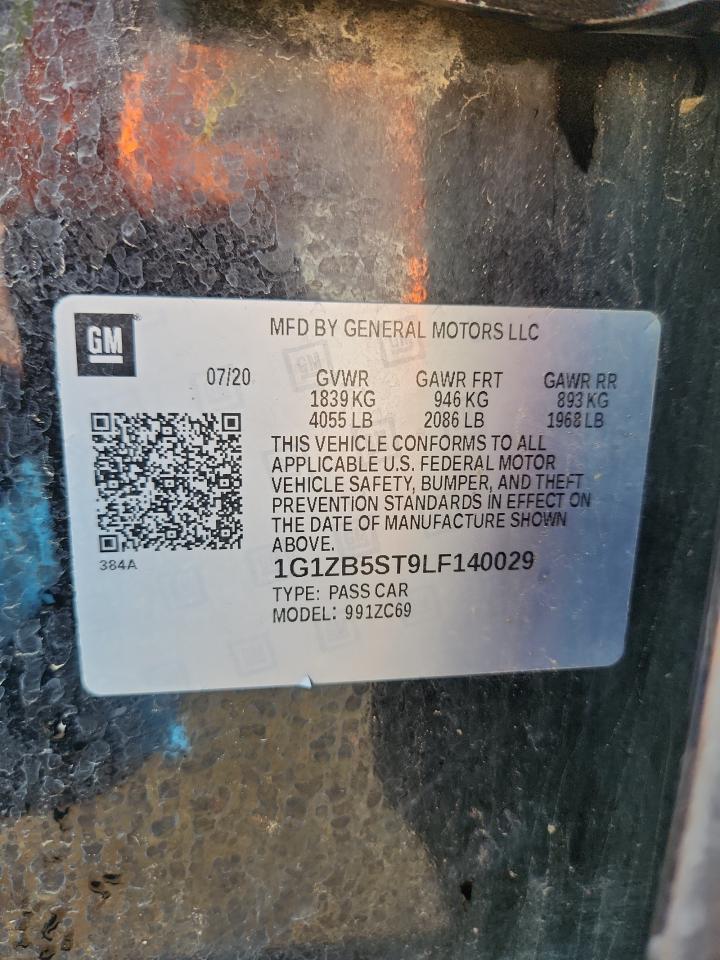 GM
MFD BY GENERAL MOTORS LLC
07/20 GVWR GAWR FRT GAWR RR
1839 KG 946 KG 893 KG
4055 LB 2086 LB 1968 LB
THIS VEHICLE CONFORMS TO ALL
APPLICABLE U.S. FEDERAL MOTOR
VEHICLE SAFETY, BUMPER, AND THEFT
PREVENTION STANDARDS IN EFFECT ON
THE DATE OF MANUFACTURE SHOWN
ABOVE.
384A
1G1ZB5ST9LF140029
TYPE: PASS CAR
MODEL: 991ZC69